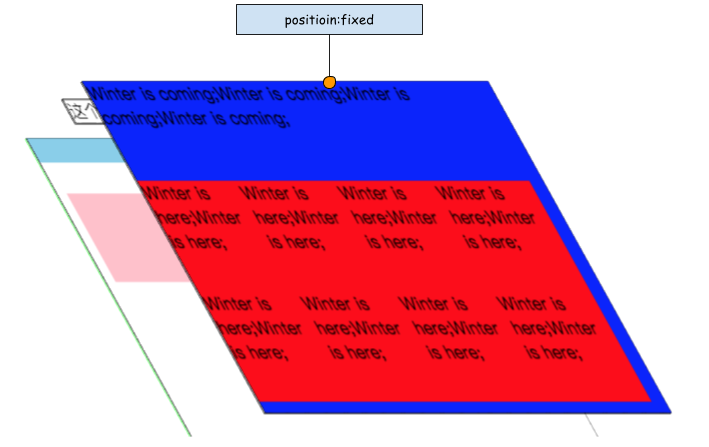 positioin:fixed
Winter is coming;Winter is coming;Winter is
coming;Winter is coming;
这个
Winter is Winter is Winter is Winter is
here;Winter here;Winter here;Winter here;Winter
is here; is here; is here; is here;
Winter is Winter is Winter is Winter is
here;Winter here;Winter here;Winter here;Winter
is here; is here; is here; is here;